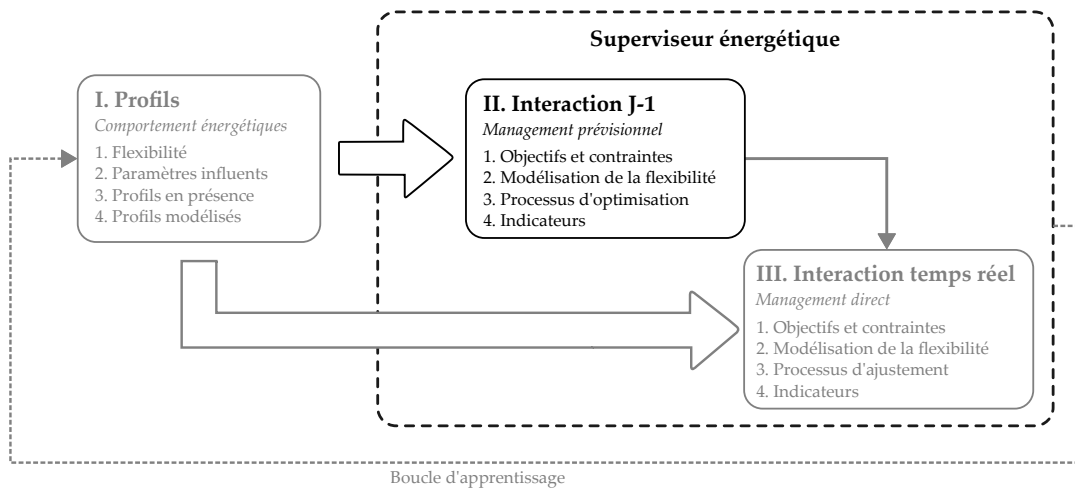 Superviseur énergétique
I. Profils
Comportement énergétiques
1. Flexibilité
2. Paramètres influents
3. Profils en présence
4. Profils modélisés
II. Interaction J-1
Management prévisionnel
1. Objectifs et contraintes
2. Modélisation de la flexibilité
3. Processus d'optimisation
4. Indicateurs
III. Interaction temps réel
Management direct
1. Objectifs et contraintes
2. Modélisation de la flexibilité
3. Processus d'ajustement
4. Indicateurs
Boucle d'apprentissage